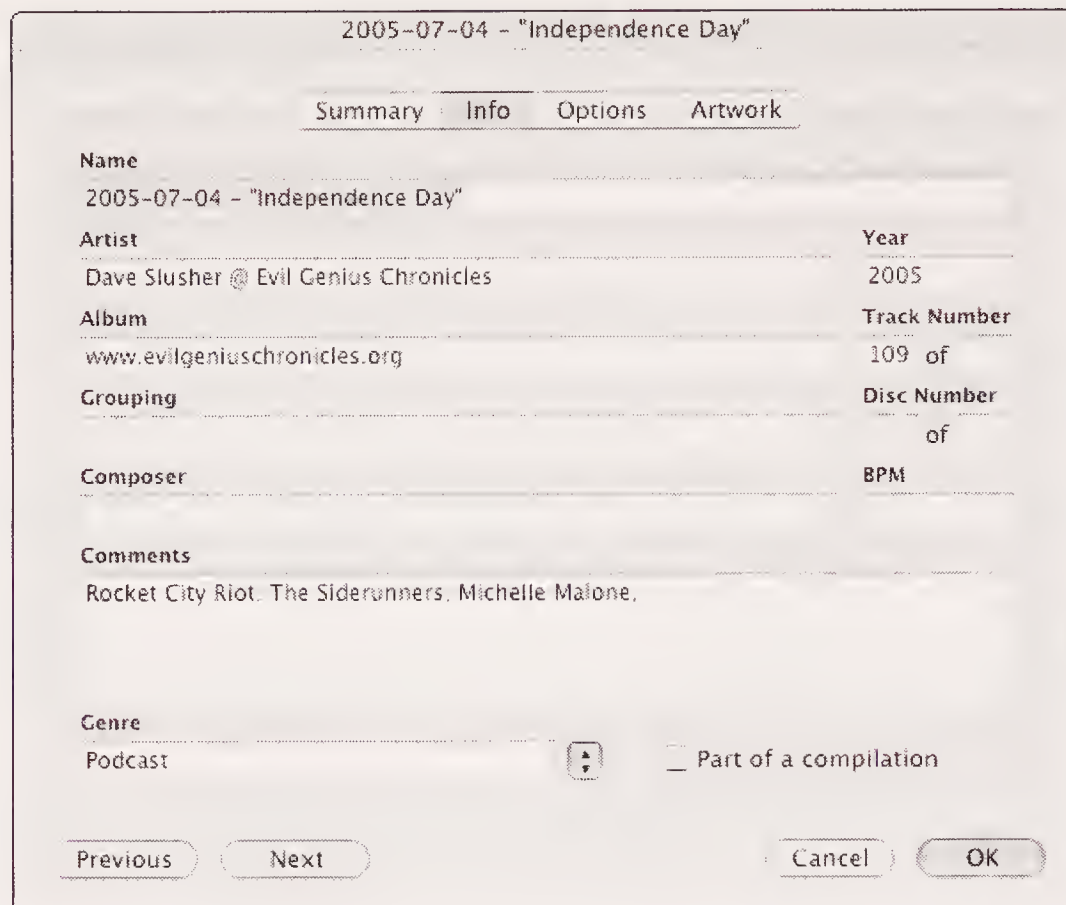 2005-07-04 - "Independence Day"
Summary Info Options Artwork
Name
2005-07-04 - "Independence Day"
Artist Year
Dave Slusher @ Evil Genius Chronicles 2005
Album Track Number
www.evilgeniuschronicles.org 109 of
Grouping Disc Number
of
Composer BPM
Comments
Rocket City Riot, The Siderunners, Michelle Malone,
Genre
Podcast Part of a compilation
Previous Next Cancel OK